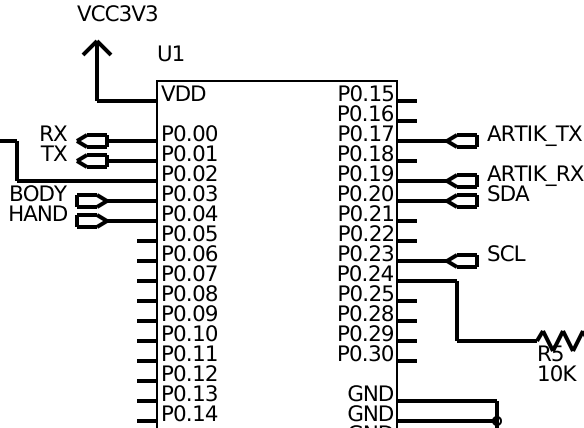 VCC3V3
U1
VDD P0.15
P0.16
RX P0.00 P0.17 ARTIK_TX
TX P0.01 P0.18
P0.02 P0.19 ARTIK_RX
BODY P0.03 P0.20 SDA
HAND P0.04 P0.21
P0.05 P0.22
P0.06 P0.23 SCL
P0.07 P0.24
P0.08 P0.25
P0.09 P0.28
P0.10 P0.29
P0.11 P0.30 R5
P0.12 10K
P0.13 GND
P0.14 GND
GND